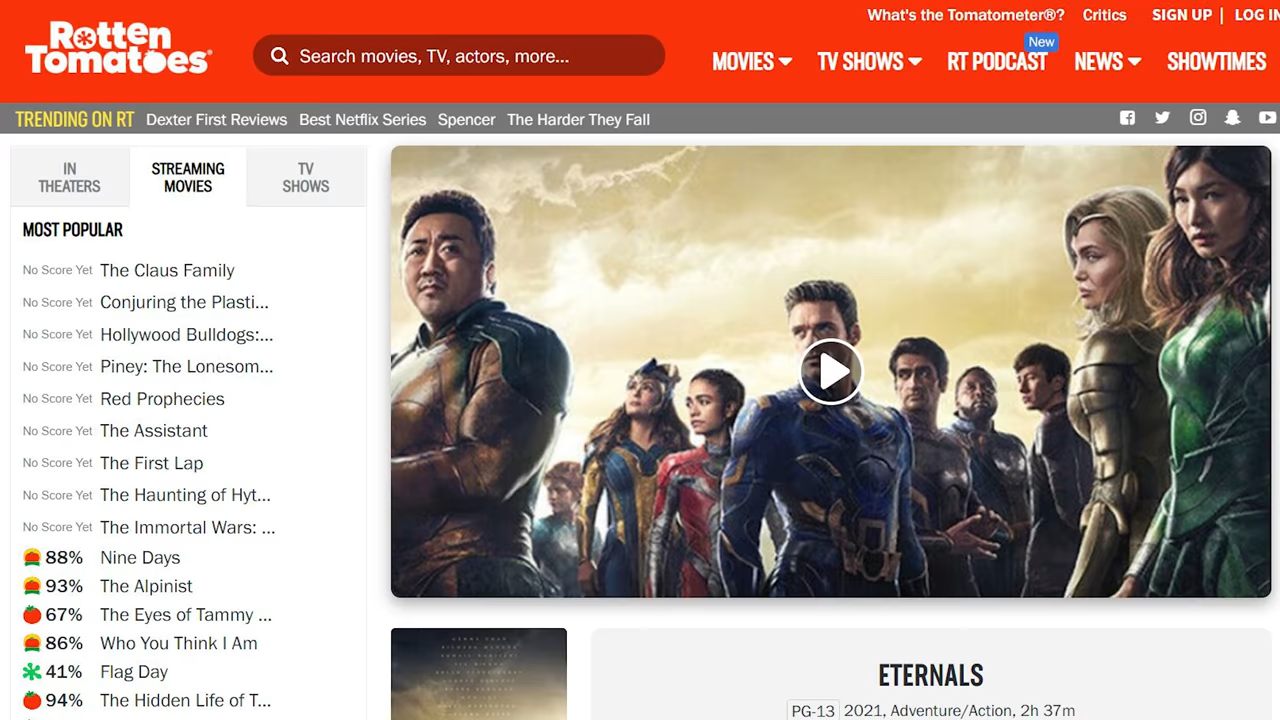 What's the Tomatometer®? Critics SIGN UP | LOG IN
Rotten
Tomatoes®
Search movies, TV, actors, more...
New
MOVIES TV SHOWS RT PODCAST NEWS SHOWTIMES
TRENDING ON RT Dexter First Reviews Best Netflix Series Spencer The Harder They Fall
IN
THEATERS
STREAMING
MOVIES
TV
SHOWS
MOST POPULAR
No Score Yet The Claus Family
No Score Yet Conjuring the Plasti...
No Score Yet Hollywood Bulldogs:...
No Score Yet Piney: The Lonesom...
No Score Yet Red Prophecies
No Score Yet The Assistant
No Score Yet The First Lap
No Score Yet The Haunting of Hyt...
No Score Yet The Immortal Wars: ...
88% Nine Days
93% The Alpinist
67% The Eyes of Tammy ...
86% Who You Think I Am
41% Flag Day
94% The Hidden Life of T...
ETERNALS
PG-13 2021, Adventure/Action, 2h 37m